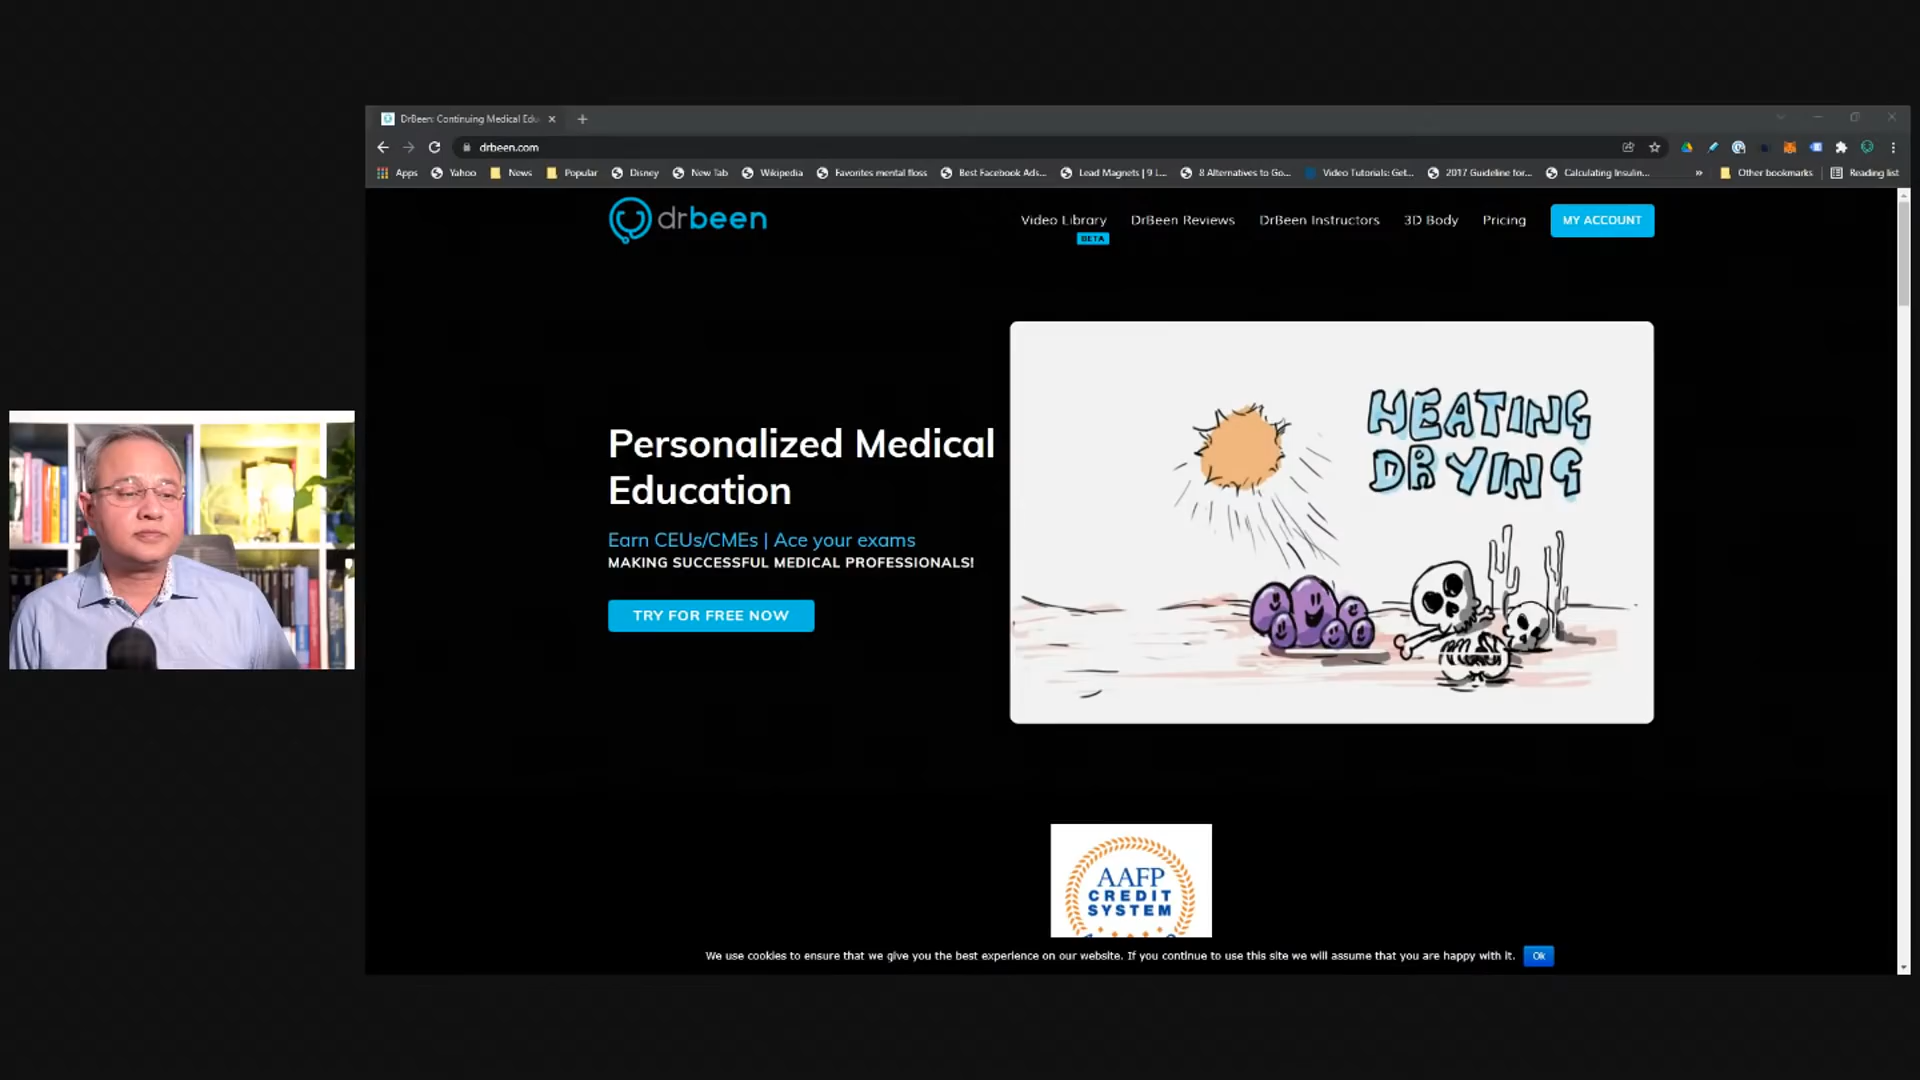 DrBeen: Continuing Medical Edu
drbeen.com
Apps Yahoo News Popular Disney New Tab Wikipedia Favorites mental floss Best Facebook Ads... Lead Magnets | 9 L... 8 Alternatives to Go... Video Tutorials: Get... 2017 Guideline for... Calculating Insulin... » Other bookmarks Reading list
drbeen
Video Library DrBeen Reviews DrBeen Instructors 3D Body Pricing MY ACCOUNT
BETA
HEATING
DRYING
Personalized Medical
Education
Earn CEUs/CMEs | Ace your exams
MAKING SUCCESSFUL MEDICAL PROFESSIONALS!
TRY FOR FREE NOW
AAFP
CREDIT
SYSTEM
We use cookies to ensure that we give you the best experience on our website. If you continue to use this site we will assume that you are happy with it. Ok